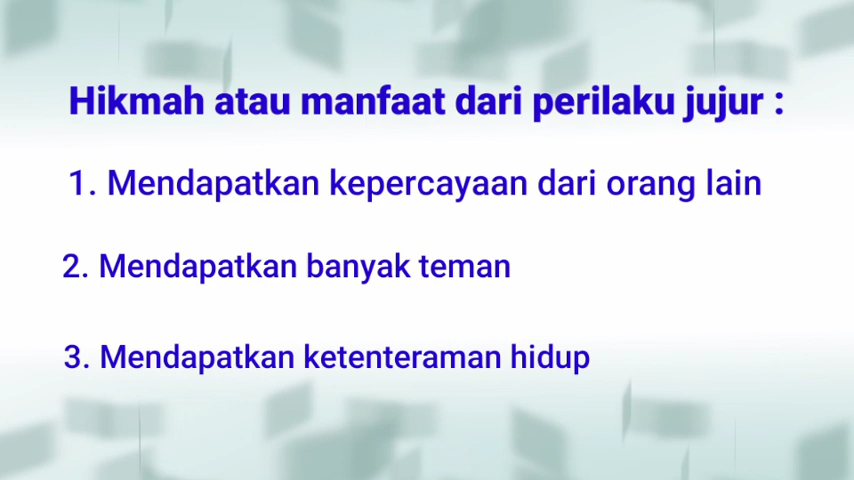 Hikmah atau manfaat dari perilaku jujur :
1. Mendapatkan kepercayaan dari orang lain
2. Mendapatkan banyak teman
3. Mendapatkan ketenteraman hidup